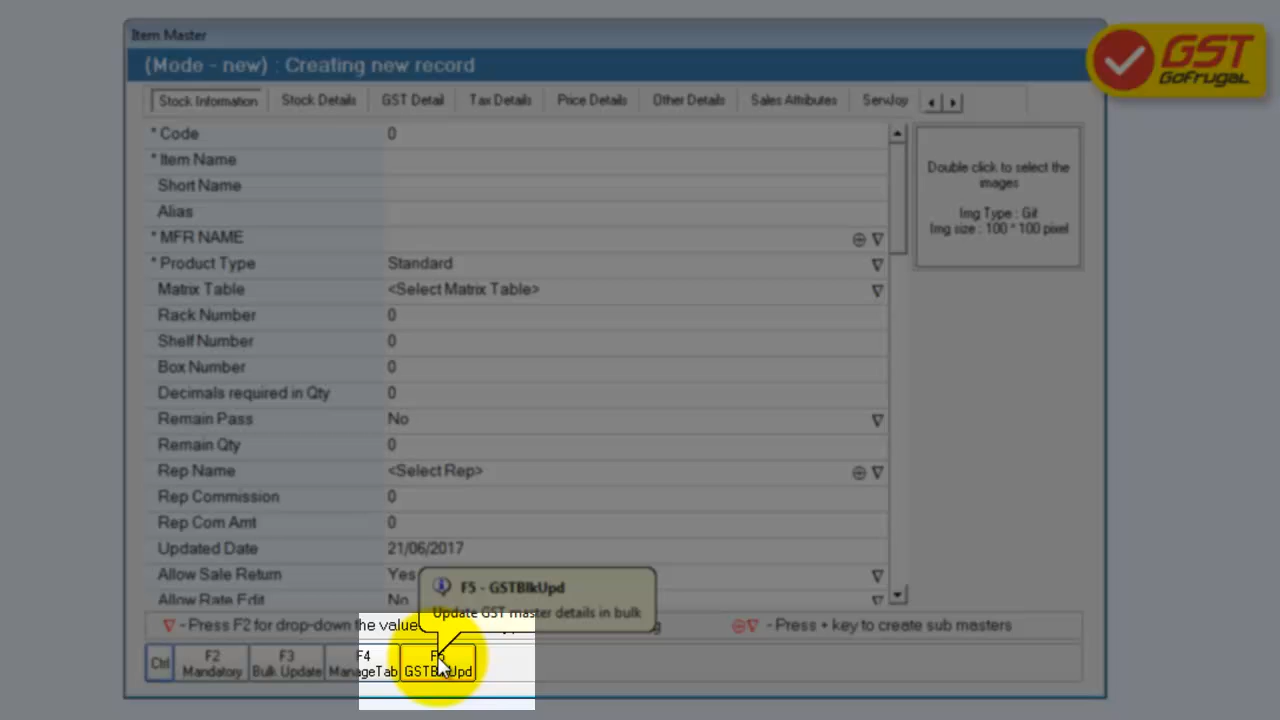 Item Master
(Mode - new) : Creating new record
GST
GOFRUGAL
Stock Information Stock Details GST Detail Tax Details Price Details Other Details Sales Attributes ServJoy
* Code 0
* Item Name
Short Name
Alias
* MFR NAME
* Product Type Standard
Matrix Table <Select Matrix Table>
Rack Number 0
Shelf Number 0
Box Number 0
Decimals required in Qty 0
Remain Pass No
Remain Qty 0
Rep Name <Select Rep>
Rep Commission 0
Rep Com Amt 0
Updated Date 21/06/2017
Allow Sale Return Yes
Allow Rate Edit No
Double click to select the
images
Img Type : Gif
Img size : 100 * 100 pixel
F5 - GSTBlkUpd
Update GST master details in bulk
- Press F2 for drop-down the value
- Press + key to create sub masters
Ctrl
F2
Mandatory
F3
Bulk Update
F4
ManageTab
F5
GSTBlkUpd